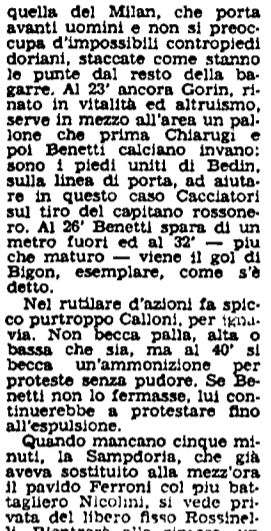 quella del Milan, che porta
avanti uomini e non si preoc-
cupa d'impossibili contropiedi
doriani, staccate come stanno
le punte dal resto della ba-
garre. Al 23' ancora Gorin, ri-
nato in vitalità ed altruismo,
serve in mezzo all'area un pal-
lone che prima Chiarugi e
poi Benetti calciano invano:
sono i piedi uniti di Bedin,
sulla linea di porta, ad aiuta-
re in questo caso Cacciatori
sul tiro del capitano rossone-
ro. Al 26' Benetti spara di un
metro fuori ed al 32' — piu
che maturo — viene il gol di
Bigon, esemplare, come s'è
detto.
Nel rutilare d'azioni fa spic-
co purtroppo Calloni, per igna-
via. Non becca palla, alta o
bassa che sia, ma al 40' si
becca un'ammonizione per
proteste senza pudore. Se Be-
netti non lo fermasse, lui con-
tinuerebbe a protestare fino
all'espulsione.
Quando mancano cinque mi-
nuti, la Sampdoria, che già
aveva sostituito alla mezz'ora
il pavido Ferroni col piu bat-
tagliero Nicolini, si vede pri-
vata del libero fisso Rossinel-